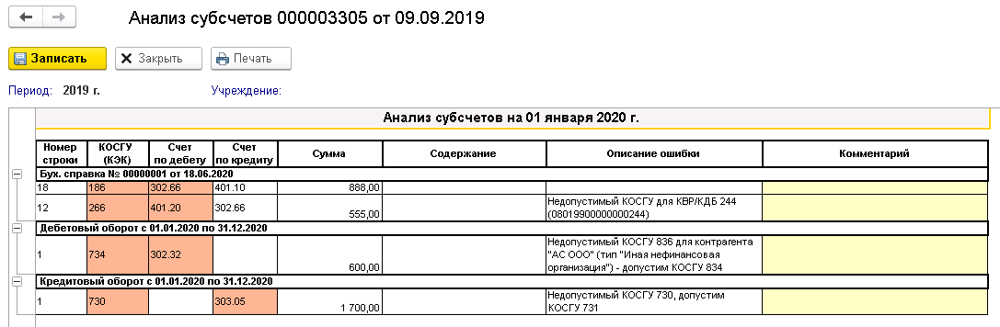 Анализ субсчетов 000003305 от 09.09.2019
Записать Закрыть Печать
Период: 2019 г. Учреждение:
Анализ субсчетов на 01 января 2020 г.
Номер строки КОСГУ (КЭК) Счет по дебету Счет по кредиту Сумма Содержание Описание ошибки Комментарий
Бух. справка № 00000001 от 18.06.2020
18 186 302.66 401.10 888,00
12 266 401.20 302.66 555,00 Недопустимый КОСГУ для КВР/КДБ 244
(08019900000000244)
Дебетовый оборот с 01.01.2020 по 31.12.2020
1 734 302.32 600,00 Недопустимый КОСГУ 836 для контрагента
"АС ООО" (тип "Иная нефинансовая
организация") - допустим КОСГУ 834
Кредитовый оборот с 01.01.2020 по 31.12.2020
1 730 303.05 1 700,00 Недопустимый КОСГУ 730, допустим
КОСГУ 731